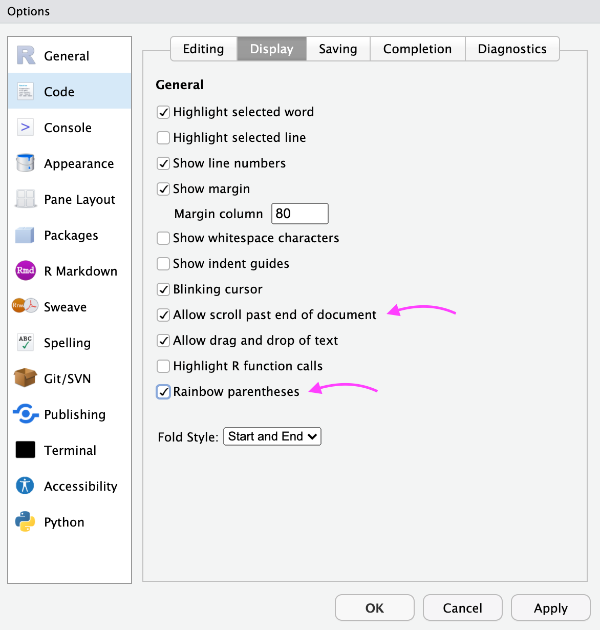 Options
General
Code
Console
Appearance
Pane Layout
Packages
Rmd R Markdown
Sweave
ABC Spelling
Git/SVN
Publishing
Terminal
Accessibility
Python
Editing Display Saving Completion Diagnostics
General
Highlight selected word
Highlight selected line
Show line numbers
Show margin
Margin column 80
Show whitespace characters
Show indent guides
Blinking cursor
Allow scroll past end of document
Allow drag and drop of text
Highlight R function calls
Rainbow parentheses
Fold Style: Start and End
OK Cancel Apply